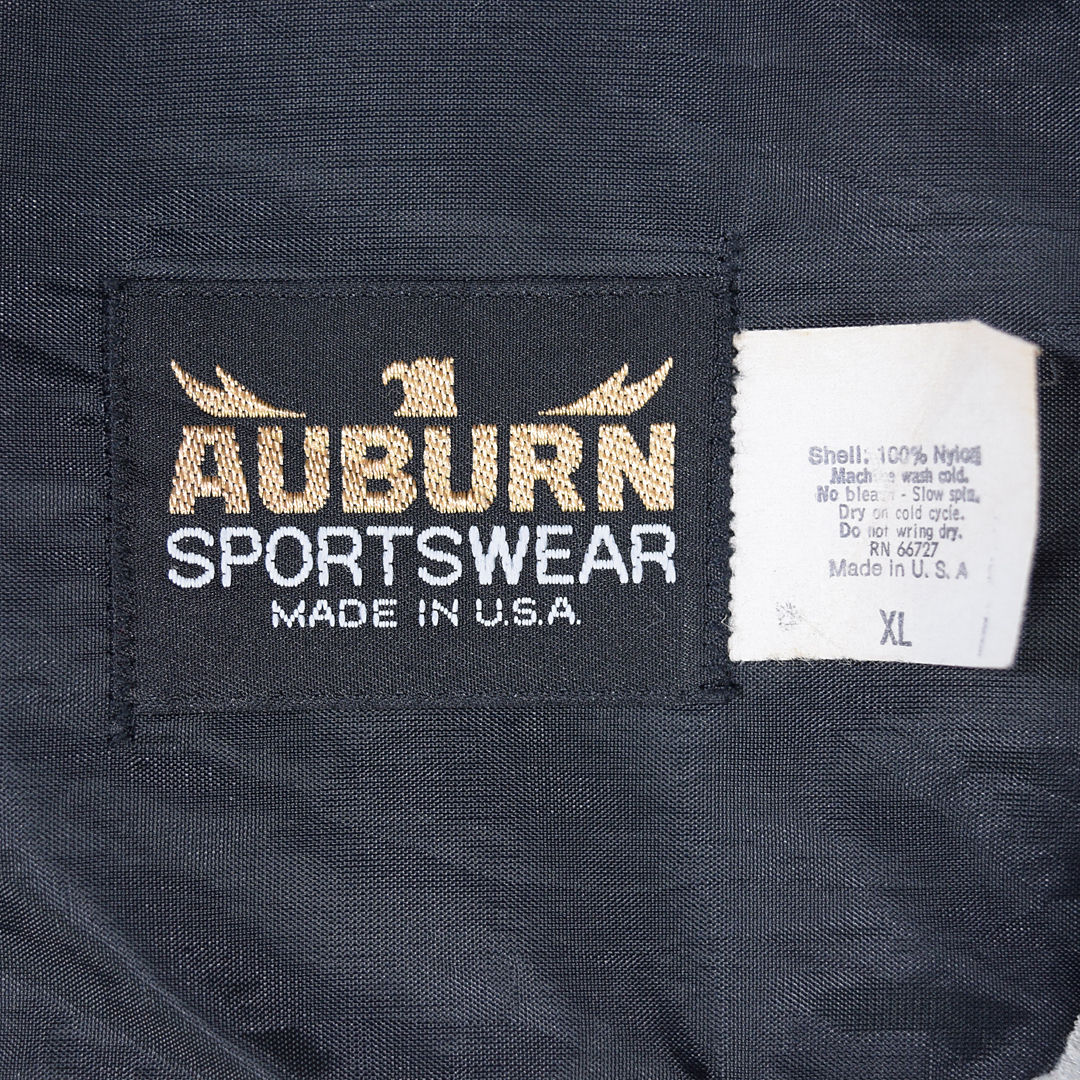 AUBURN
SPORTSWEAR
MADE IN U.S.A.
Shell: 100% Nylon
Machine wash cold.
No bleach - Slow spin.
Dry on cold cycle.
Do not wring dry.
RN 66727
Made in U. S. A
XL